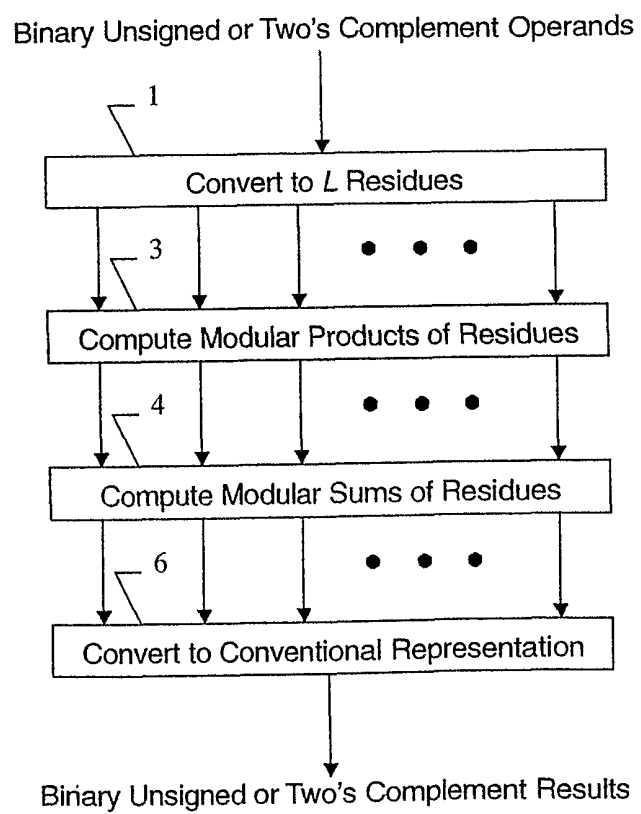 Binary Unsigned or Two's Complement Operands
1
Convert to L Residues
3
Compute Modular Products of Residues
4
Compute Modular Sums of Residues
6
Convert to Conventional Representation
Binary Unsigned or Two's Complement Results